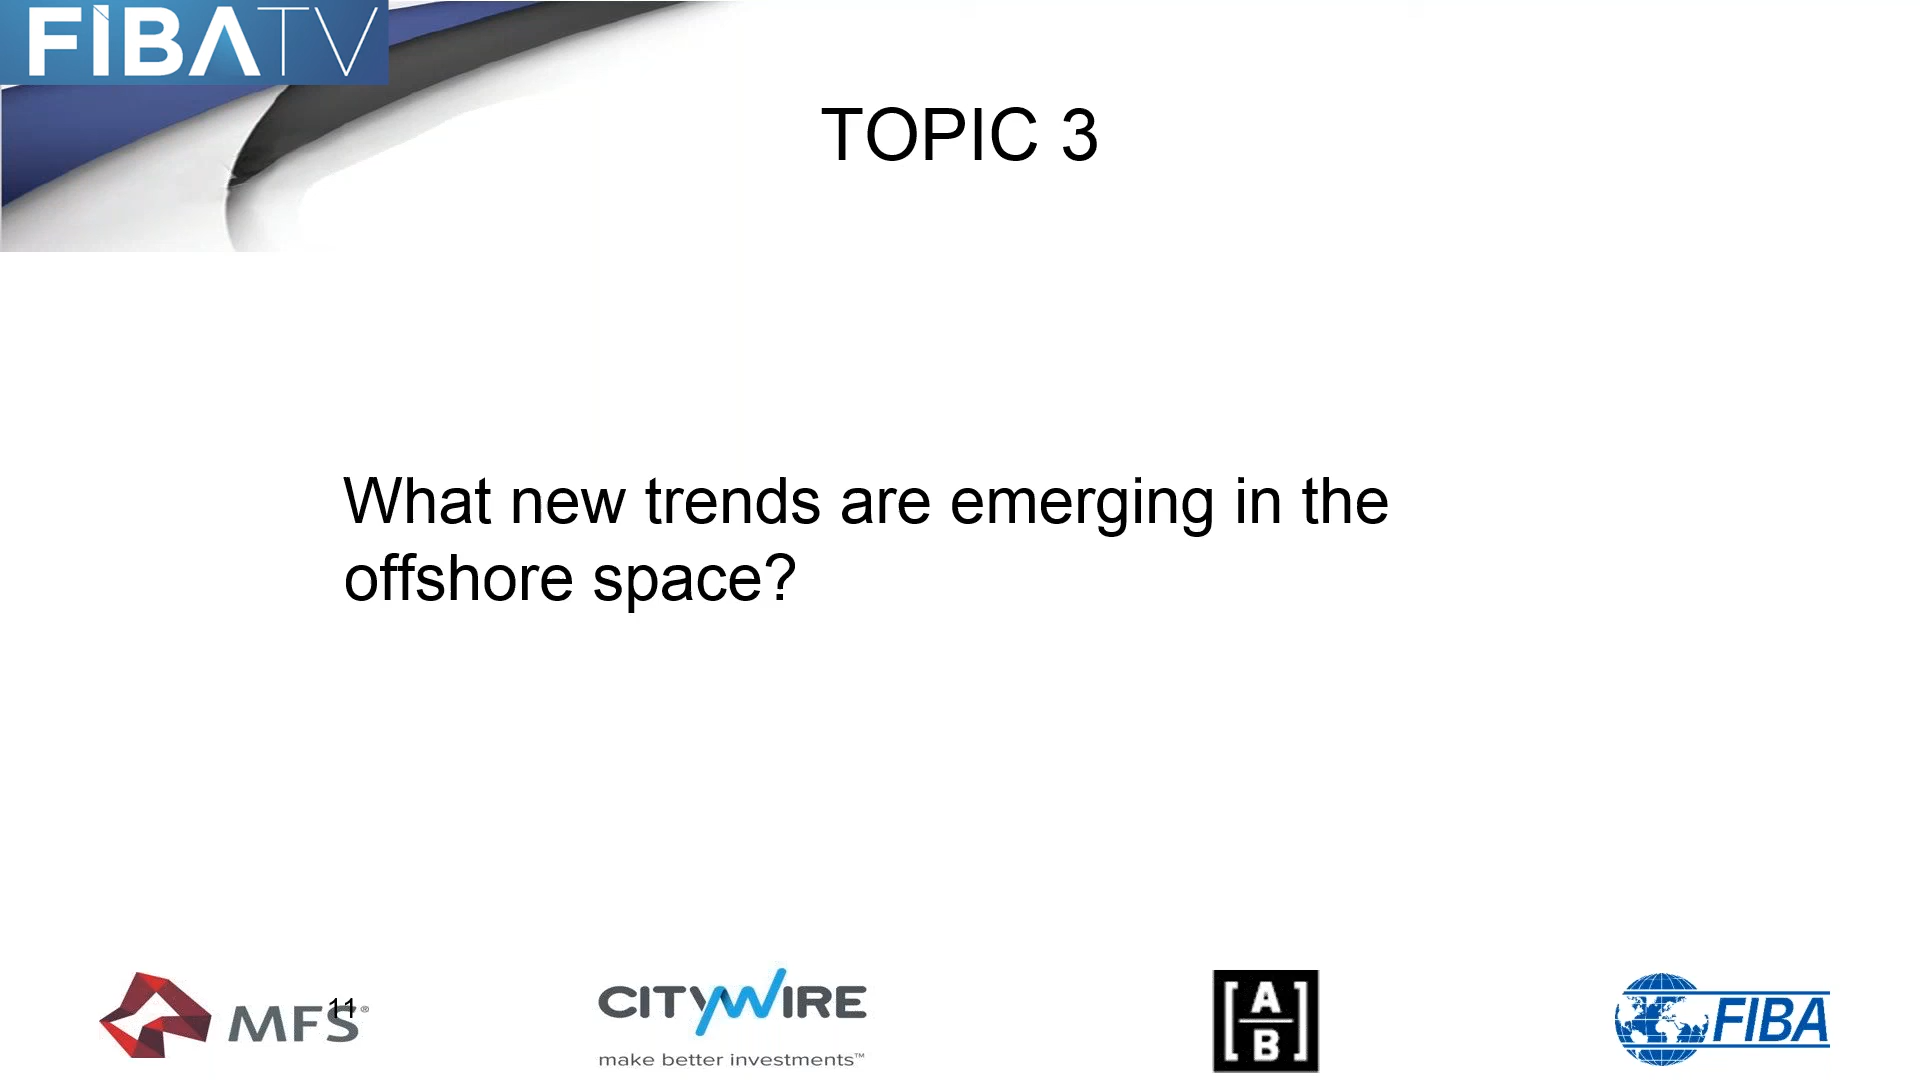 FIBATV
TOPIC 3
What new trends are emerging in the
offshore space?
MFS®
11
CITYWIRE
make better investments™
[A
B]
FIBA